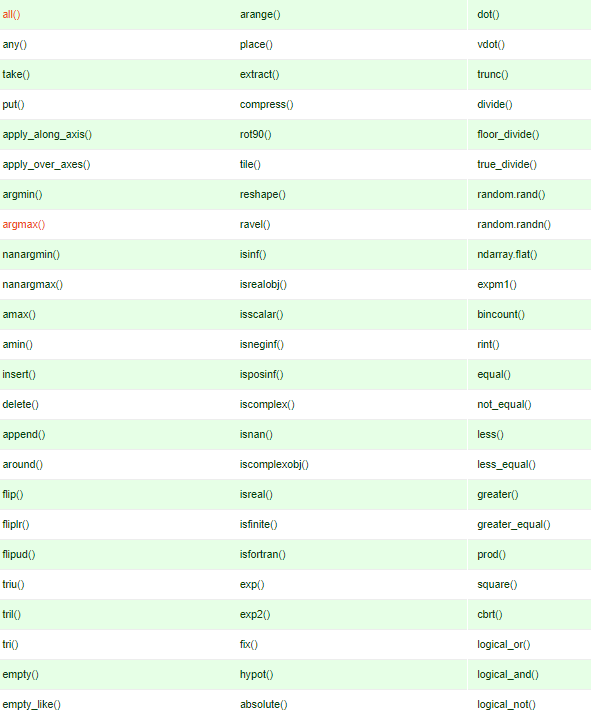 all() arange() dot()
any() place() vdot()
take() extract() trunc()
put() compress() divide()
apply_along_axis() rot90() floor_divide()
apply_over_axes() tile() true_divide()
argmin() reshape() random.rand()
argmax() ravel() random.randn()
nanargmin() isinf() ndarray.flat()
nanargmax() isrealobj() expm1()
amax() isscalar() bincount()
amin() isneginf() rint()
insert() isposinf() equal()
delete() iscomplex() not_equal()
append() isnan() less()
around() iscomplexobj() less_equal()
flip() isreal() greater()
fliplr() isfinite() greater_equal()
flipud() isfortran() prod()
triu() exp() square()
tril() exp2() cbrt()
tri() fix() logical_or()
empty() hypot() logical_and()
empty_like() absolute() logical_not()